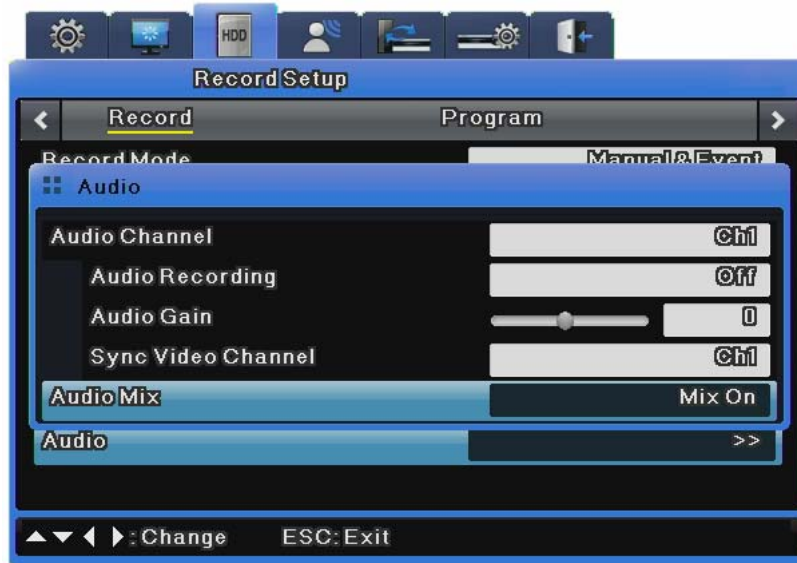 HDD
Record Setup
Record Program
Record Mode Manual & Event
Audio
Audio Channel Ch1
Audio Recording Off
Audio Gain 0
Sync Video Channel Ch1
Audio Mix Mix On
Audio >>
:Change ESC:Exit